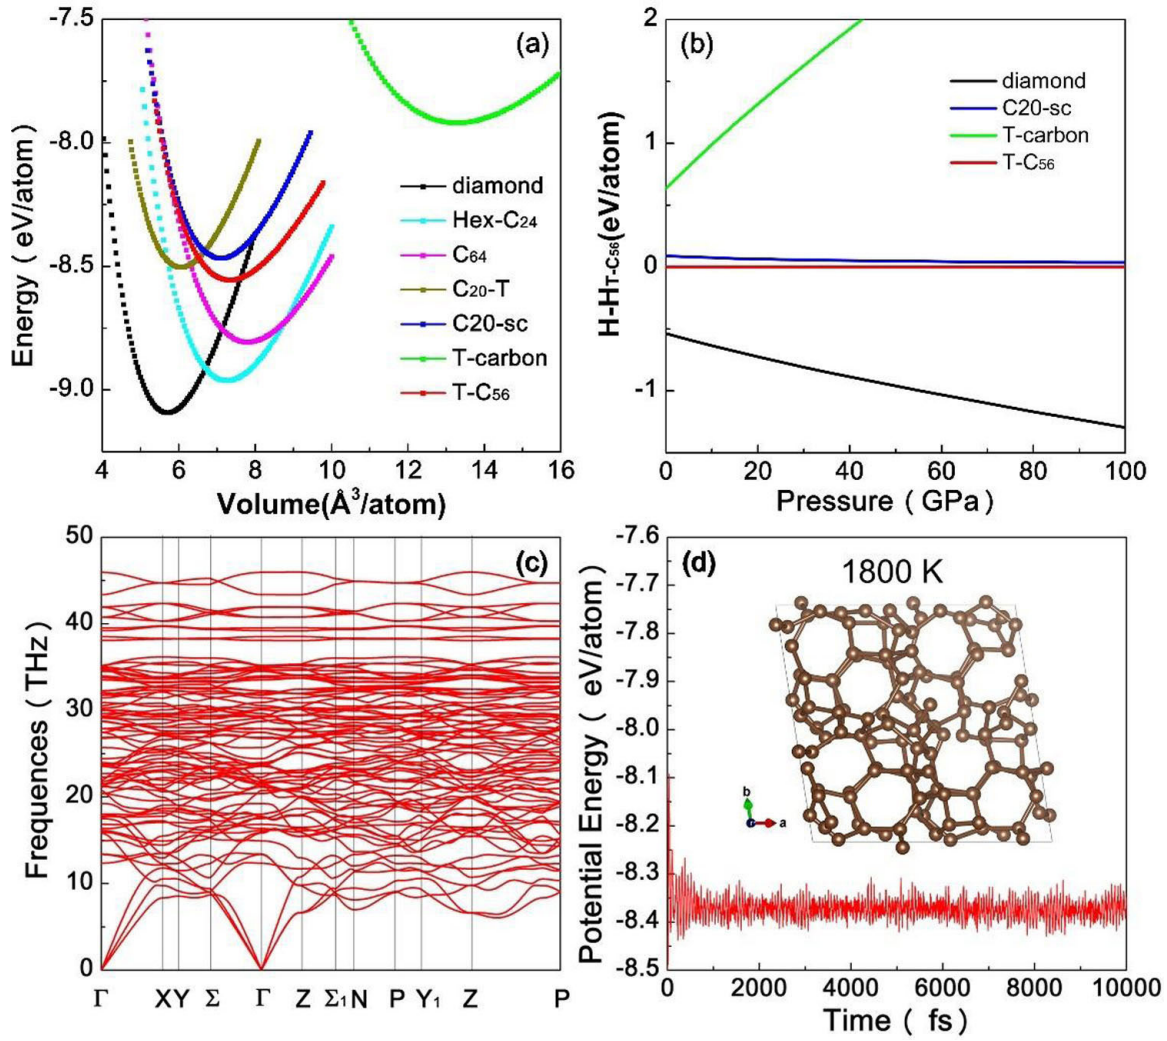 (a)
-7.5
-8.0
-8.5
-9.0
Energy ( eV/atom)
4 6 8 10 12 14 16
Volume(Å³/atom)
diamond
Hex-C₂₄
C₆₄
C₂₀-T
C20-sc
T-carbon
T-C₅₆
(b)
2
1
0
-1
H-H_T-C₅₆(eV/atom)
0 20 40 60 80 100
Pressure ( GPa)
diamond
C20-sc
T-carbon
T-C₅₆
(c)
50
40
30
20
10
0
Frequences ( THz)
Γ X Y Σ Γ Z Σ₁ N P Y₁ Z P
(d)
1800 K
-7.6
-7.7
-7.8
-7.9
-8.0
-8.1
-8.2
-8.3
-8.4
-8.5
Potential Energy ( eV/atom)
b
a
0 2000 4000 6000 8000 10000
Time ( fs)